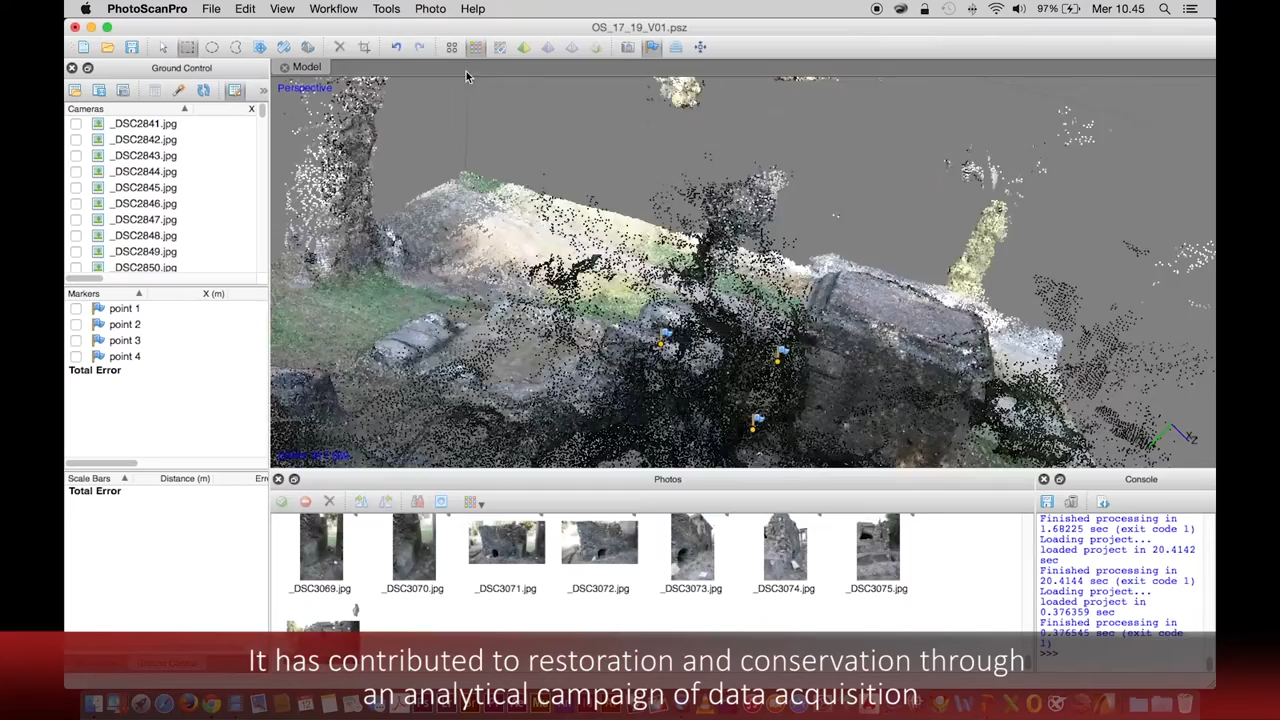 PhotoScanPro File Edit View Workflow Tools Photo Help 97% Mer 10.45
OS_17_19_V01.psz
Ground Control
Model
Perspective
Cameras X
_DSC2841.jpg
_DSC2842.jpg
_DSC2843.jpg
_DSC2844.jpg
_DSC2845.jpg
_DSC2846.jpg
_DSC2847.jpg
_DSC2848.jpg
_DSC2849.jpg
_DSC2850.jpg
Markers X (m)
point 1
point 2
point 3
point 4
Total Error
Scale Bars Distance (m) Err
Total Error
Photos
_DSC3069.jpg _DSC3070.jpg _DSC3071.jpg _DSC3072.jpg _DSC3073.jpg _DSC3074.jpg _DSC3075.jpg
Console
Finished processing in
1.68225 sec (exit code 1)
Loading project...
loaded project in 20.4142
sec
Finished processing in
20.4144 sec (exit code 1)
Loading project...
loaded project in
0.376359 sec
Finished processing in
0.376545 sec (exit code
1)
>>>
It has contributed to restoration and conservation through
an analytical campaign of data acquisition